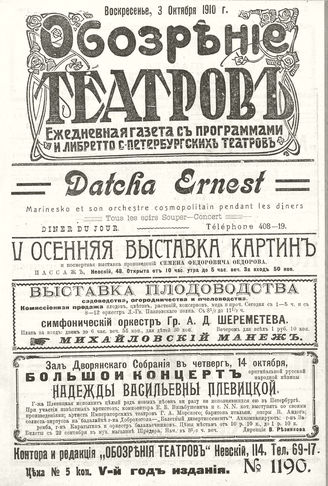 Воскресенье, 3 Октября 1910 г.
Обозрѣніе
ТЕАТРОВЪ
Ежедневная газета съ программами
и либретто С-Петербургскихъ театровъ
Datcha Ernest
Marinesko et son orchestre cosmopolitain pendant les diners
Tous les soirs Souper—Concert
DINER DU JOUR
Téléphone 408—19.
V ОСЕННЯЯ ВЫСТАВКА КАРТИНЪ
и посмертная выставка произведеній СЕМЕНА ФЕДОРОВИЧА ФЕДОРОВА.
ПАССАЖЪ, Невскій, 48. Открыта отъ 10 час. утра до 5 час. веч. За входъ 50 коп.
ВЫСТАВКА ПЛОДОВОДСТВА
садоводства, огородничества и пчеловодства.
Комиссіонная продажа
симфоническій оркестръ Гр. А. Д. ШЕРЕМЕТЕВА.
МИХАЙЛОВСКІЙ МАНЕЖЪ.
Залъ Дворянскаго Собранія Въ четвергъ, 14 октября,
БОЛЬШОЙ КОНЦЕРТЪ
НАДЕЖДЫ ВАСИЛЬЕВНЫ ПЛЕВИЦКОЙ.
Контора и редакція „ОБОЗРѢНІЯ ТЕАТРОВЪ" Невскій, 114. Тел. 69-17.
Цѣна № 5 коп. V-й годъ изданія. № 1190.